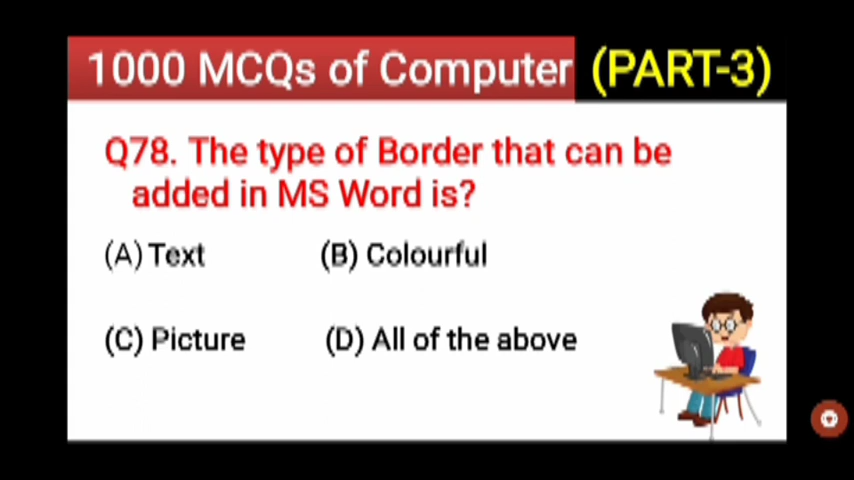 1000 MCQs of Computer (PART-3)
Q78. The type of Border that can be
added in MS Word is?
(A) Text (B) Colourful
(C) Picture (D) All of the above